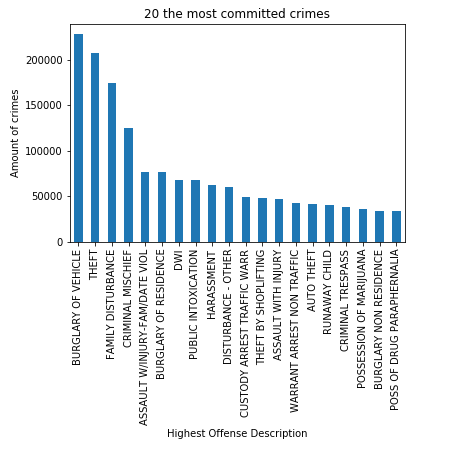 20 the most committed crimes
Amount of crimes
200000
150000
100000
50000
0
BURGLARY OF VEHICLE
THEFT
FAMILY DISTURBANCE
CRIMINAL MISCHIEF
ASSAULT W/INJURY-FAM/DATE VIOL
BURGLARY OF RESIDENCE
DWI
PUBLIC INTOXICATION
HARASSMENT
DISTURBANCE - OTHER
CUSTODY ARREST TRAFFIC WARR
THEFT BY SHOPLIFTING
ASSAULT WITH INJURY
WARRANT ARREST NON TRAFFIC
AUTO THEFT
RUNAWAY CHILD
CRIMINAL TRESPASS
POSSESSION OF MARIJUANA
BURGLARY NON RESIDENCE
POSS OF DRUG PARAPHERNALIA
Highest Offense Description